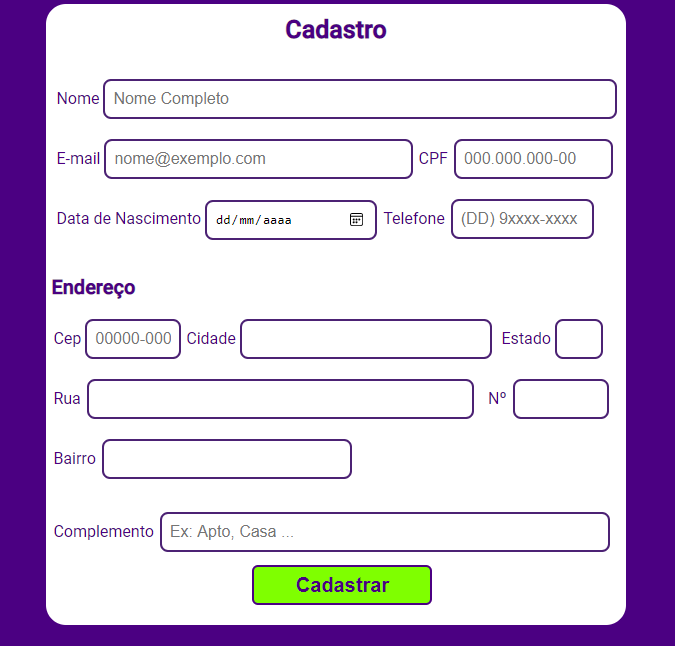 Cadastro
Nome Nome Completo
E-mail nome@exemplo.com CPF 000.000.000-00
Data de Nascimento dd/mm/aaaa Telefone (DD) 9xxxx-xxxx
Endereço
Cep 00000-000 Cidade Estado
Rua Nº
Bairro
Complemento Ex: Apto, Casa ...
Cadastrar